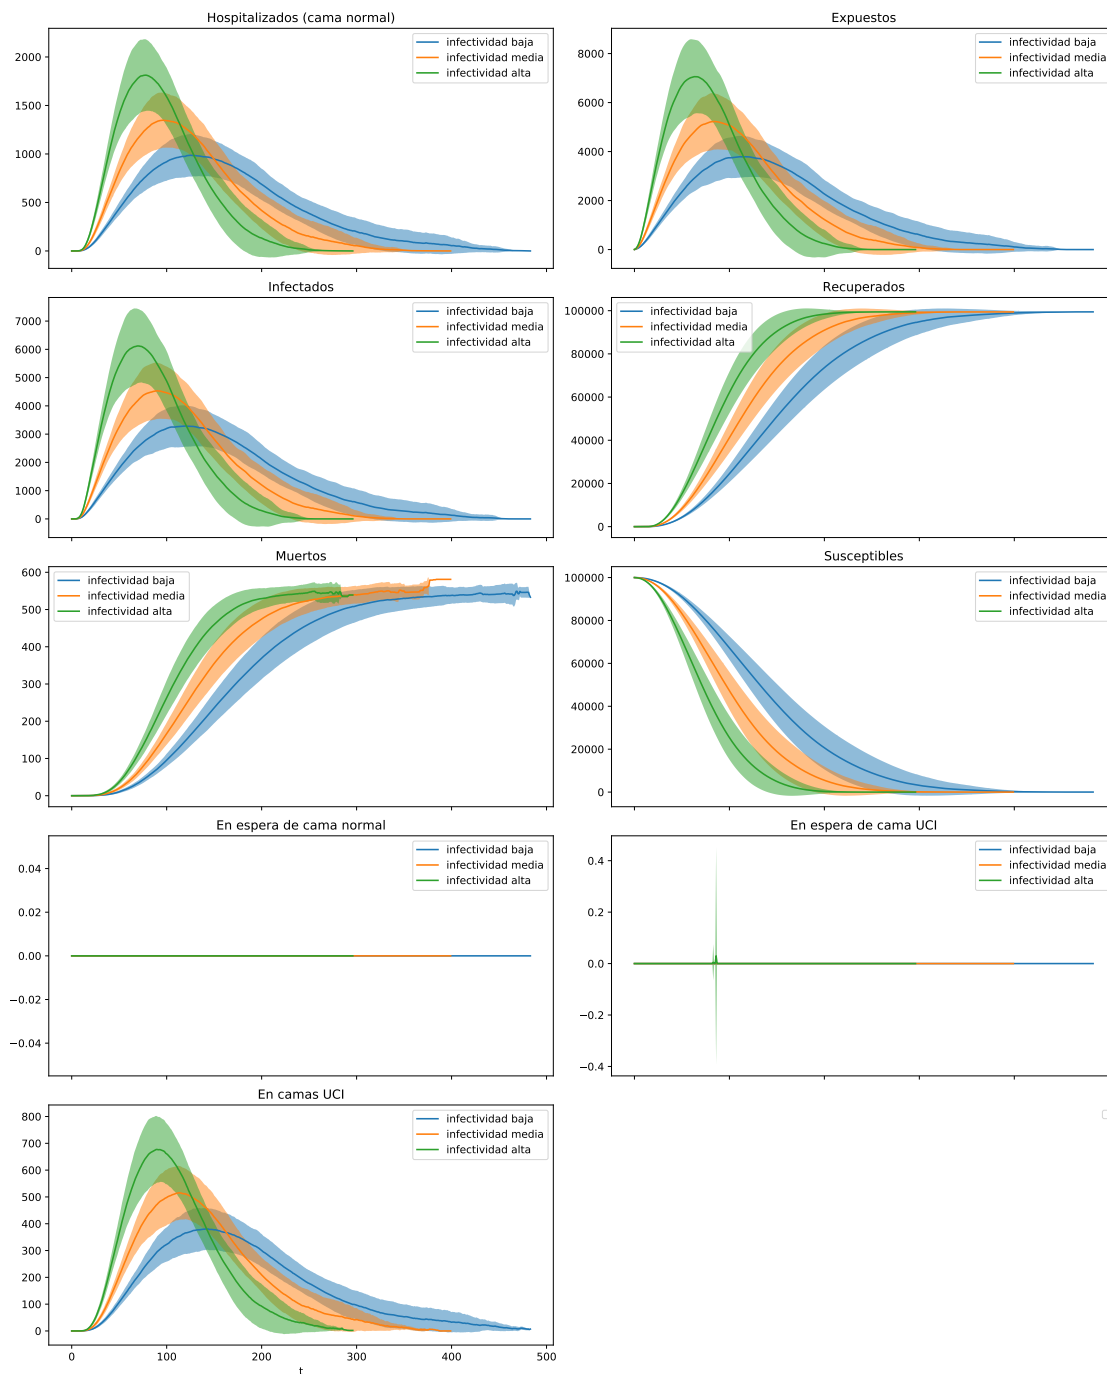 Hospitalizados (cama normal)
2000
1500
1000
500
0
infectividad baja
infectividad media
infectividad alta
Expuestos
8000
6000
4000
2000
0
infectividad baja
infectividad media
infectividad alta
Infectados
7000
6000
5000
4000
3000
2000
1000
0
infectividad baja
infectividad media
infectividad alta
Recuperados
100000
80000
60000
40000
20000
0
infectividad baja
infectividad media
infectividad alta
Muertos
600
500
400
300
200
100
0
infectividad baja
infectividad media
infectividad alta
Susceptibles
100000
80000
60000
40000
20000
0
infectividad baja
infectividad media
infectividad alta
En espera de cama normal
0.04
0.02
0.00
−0.02
−0.04
infectividad baja
infectividad media
infectividad alta
En espera de cama UCI
0.4
0.2
0.0
−0.2
−0.4
infectividad baja
infectividad media
infectividad alta
En camas UCI
800
700
600
500
400
300
200
100
0
infectividad baja
infectividad media
infectividad alta
0 100 200 300 400 500
t